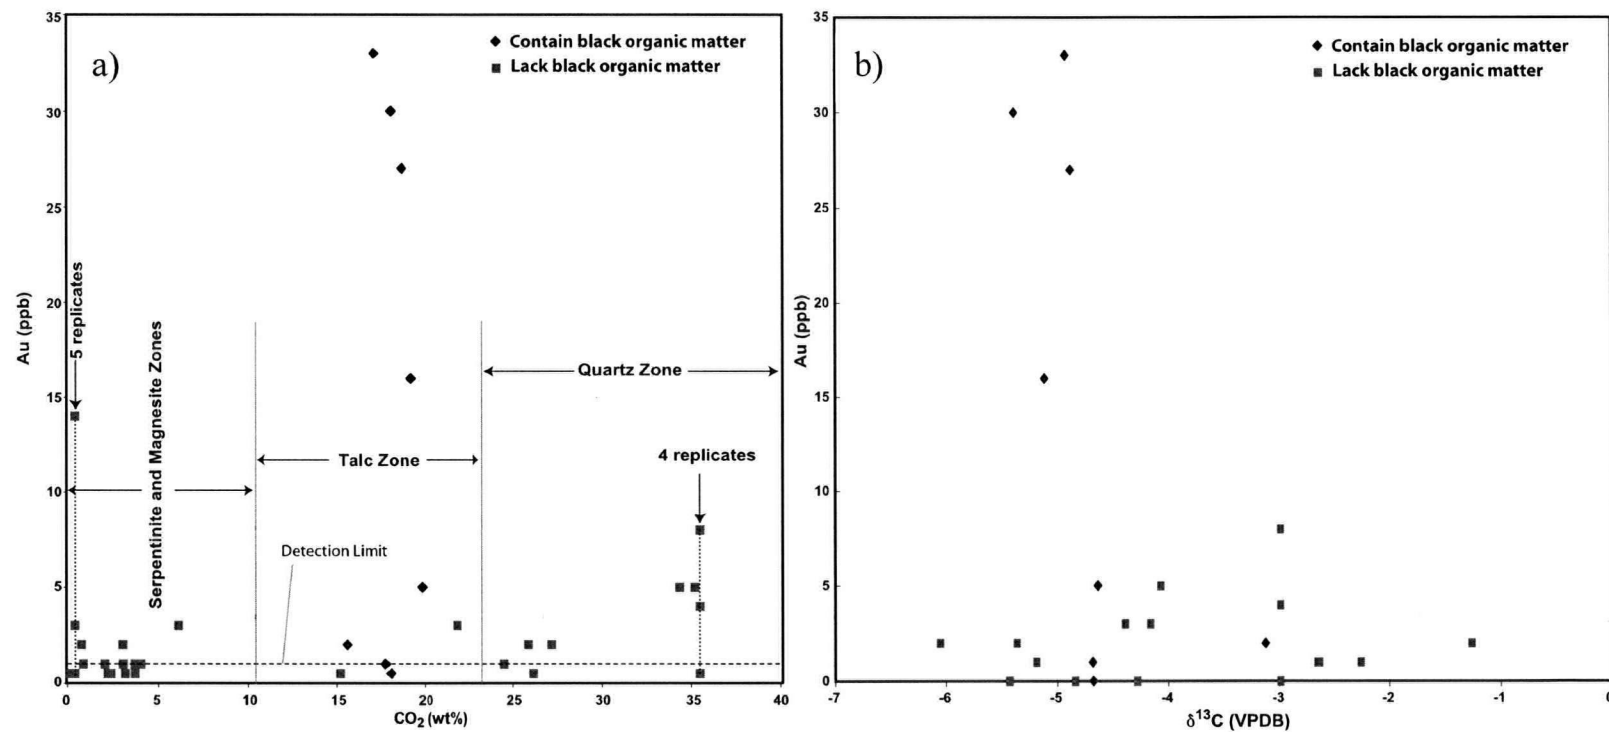 a)
Contain black organic matter
Lack black organic matter
35
30
25
20
15
10
5
0
Au (ppb)
5 replicates
Serpentinite and Magnesite Zones
Talc Zone
Quartz Zone
4 replicates
Detection Limit
0 5 10 15 20 25 30 35 40
CO2 (wt%)
b)
Contain black organic matter
Lack black organic matter
35
30
25
20
15
10
5
0
Au (ppb)
-7 -6 -5 -4 -3 -2 -1 0
δ13C (VPDB)